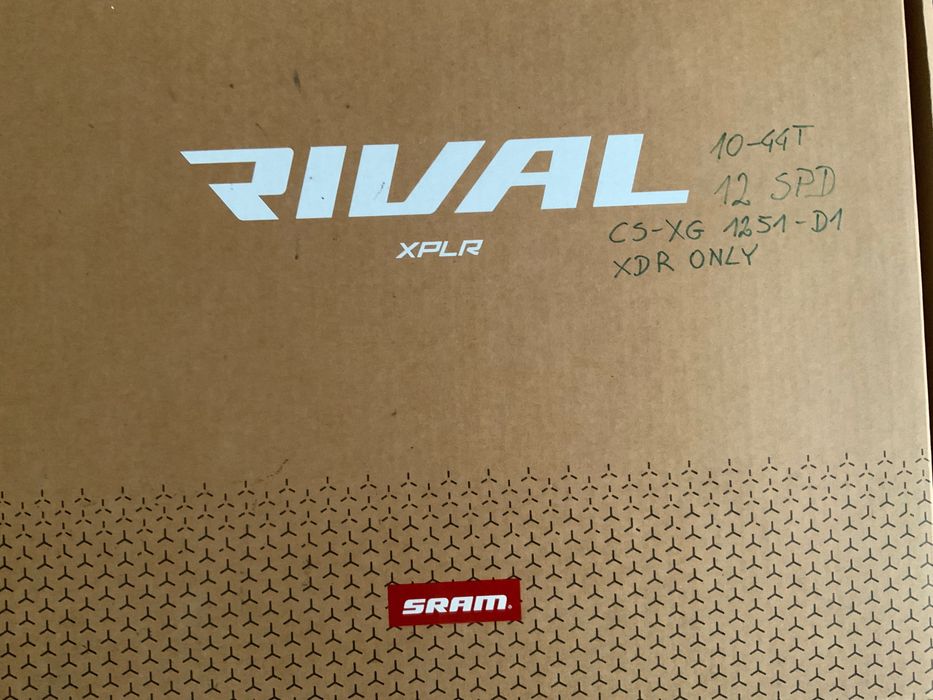 RIVAL
XPLR
10-44T
12 SPD
CS-XG 1251-D1
XDR ONLY
SRAM.